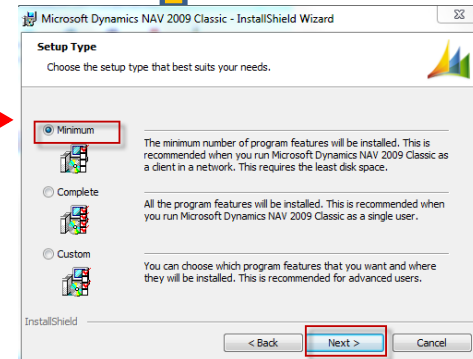 Microsoft Dynamics NAV 2009 Classic - InstallShield Wizard
Setup Type
Choose the setup type that best suits your needs.
Minimum
The minimum number of program features will be installed. This is
recommended when you run Microsoft Dynamics NAV 2009 Classic as
a client in a network. This requires the least disk space.
Complete
All the program features will be installed. This is recommended when
you run Microsoft Dynamics NAV 2009 Classic as a single user.
Custom
You can choose which program features that you want and where
they will be installed. This is recommended for advanced users.
InstallShield
< Back Next > Cancel